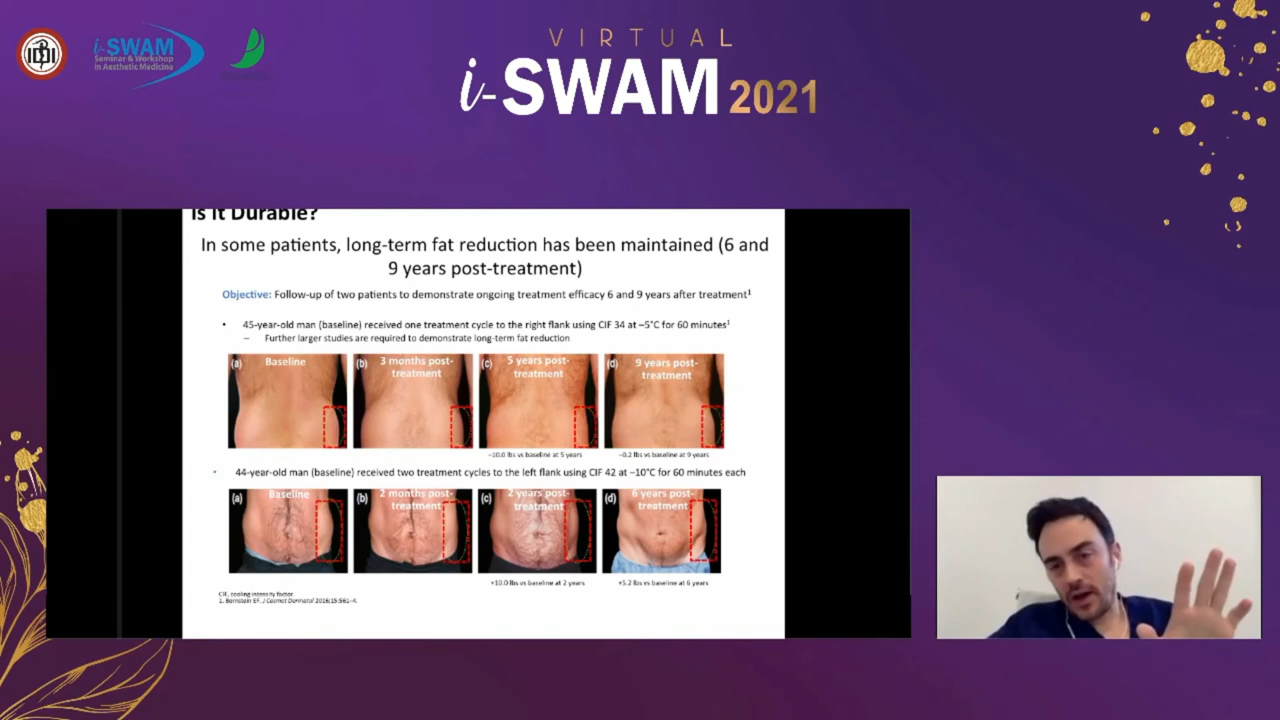 i-SWAM
Seminar & Workshop
in Aesthetic Medicine
VIRTUAL
i-SWAM 2021
Is It Durable?
In some patients, long-term fat reduction has been maintained (6 and
9 years post-treatment)
Objective: Follow-up of two patients to demonstrate ongoing treatment efficacy 6 and 9 years after treatment¹
• 45-year-old man (baseline) received one treatment cycle to the right flank using CIF 34 at –5°C for 60 minutes¹
– Further larger studies are required to demonstrate long-term fat reduction
(a) Baseline
(b) 3 months post-
treatment
(c) 5 years post-
treatment
(d) 9 years post-
treatment
–10.0 lbs vs baseline at 5 years
–0.2 lbs vs baseline at 9 years
• 44-year-old man (baseline) received two treatment cycles to the left flank using CIF 42 at –10°C for 60 minutes each
(a) Baseline
(b) 2 months post-
treatment
(c) 2 years post-
treatment
(d) 6 years post-
treatment
+10.0 lbs vs baseline at 2 years
+5.2 lbs vs baseline at 6 years
CIF, cooling intensity factor.
1. Bernstein EF. J Cosmet Dermatol 2016;15:561–4.